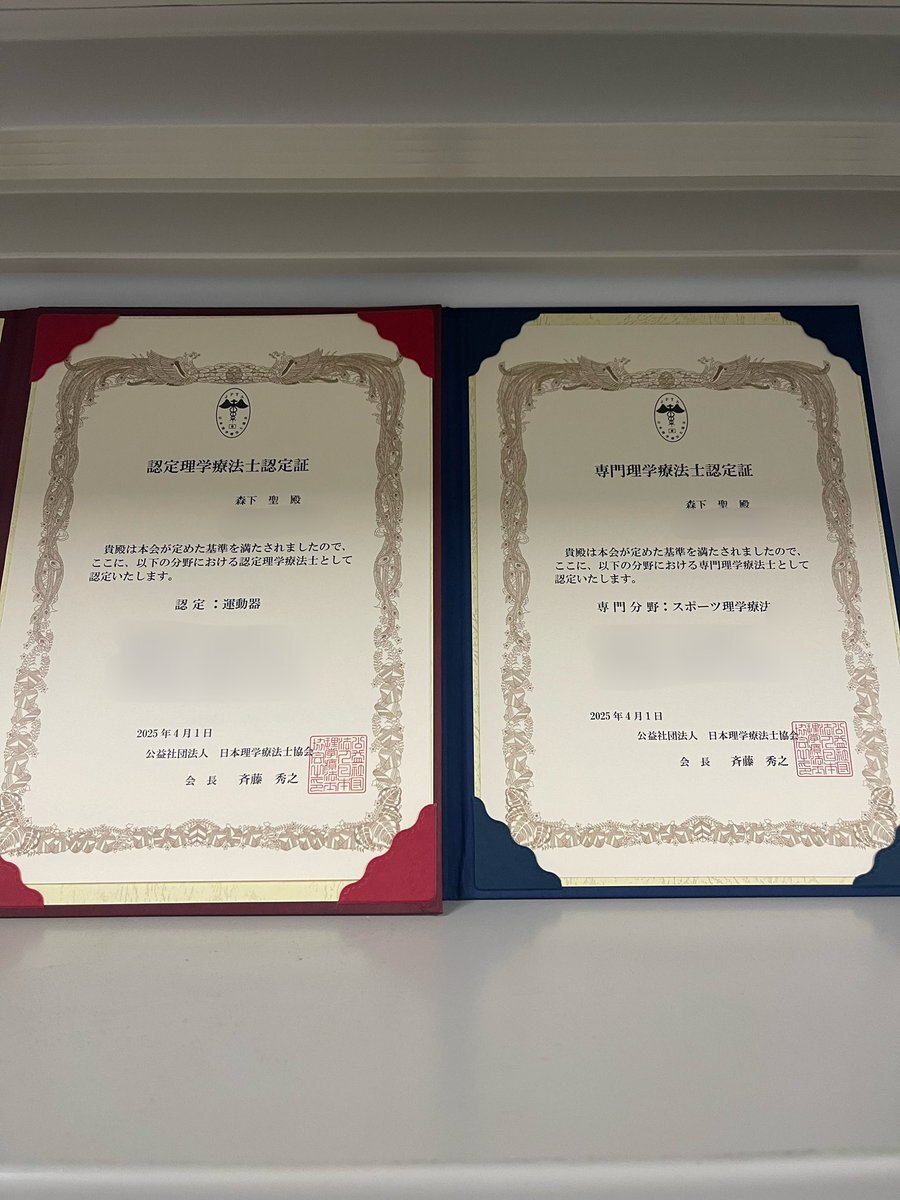 認定理学療法士認定証
森下 聖 殿
貴殿は本会が定めた基準を満たされましたので、
ここに、以下の分野における認定理学療法士として
認定いたします。
認定：運動器
2025年4月1日
公益社団法人 日本理学療法士協会
会長 斉藤 秀之
専門理学療法士認定証
森下 聖 殿
貴殿は本会が定めた基準を満たされましたので、
ここに、以下の分野における専門理学療法士として
認定いたします。
専門分野：スポーツ理学療法
2025年4月1日
公益社団法人 日本理学療法士協会
会長 斉藤 秀之